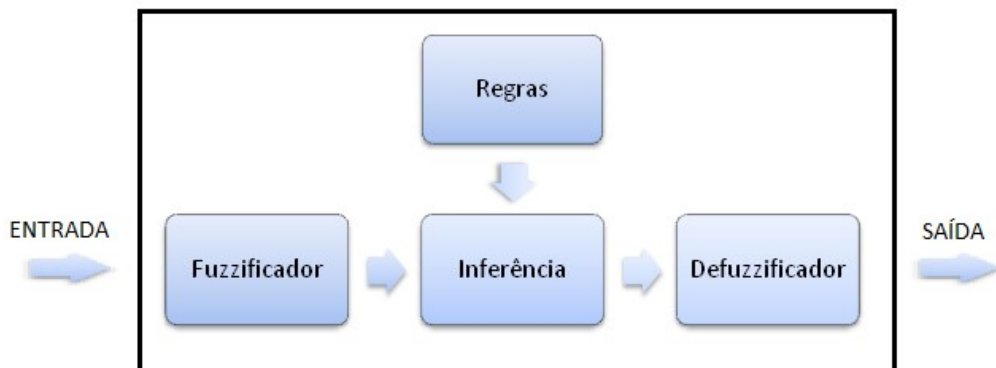 Regras
ENTRADA
Fuzzificador
Inferência
Defuzzificador
SAÍDA